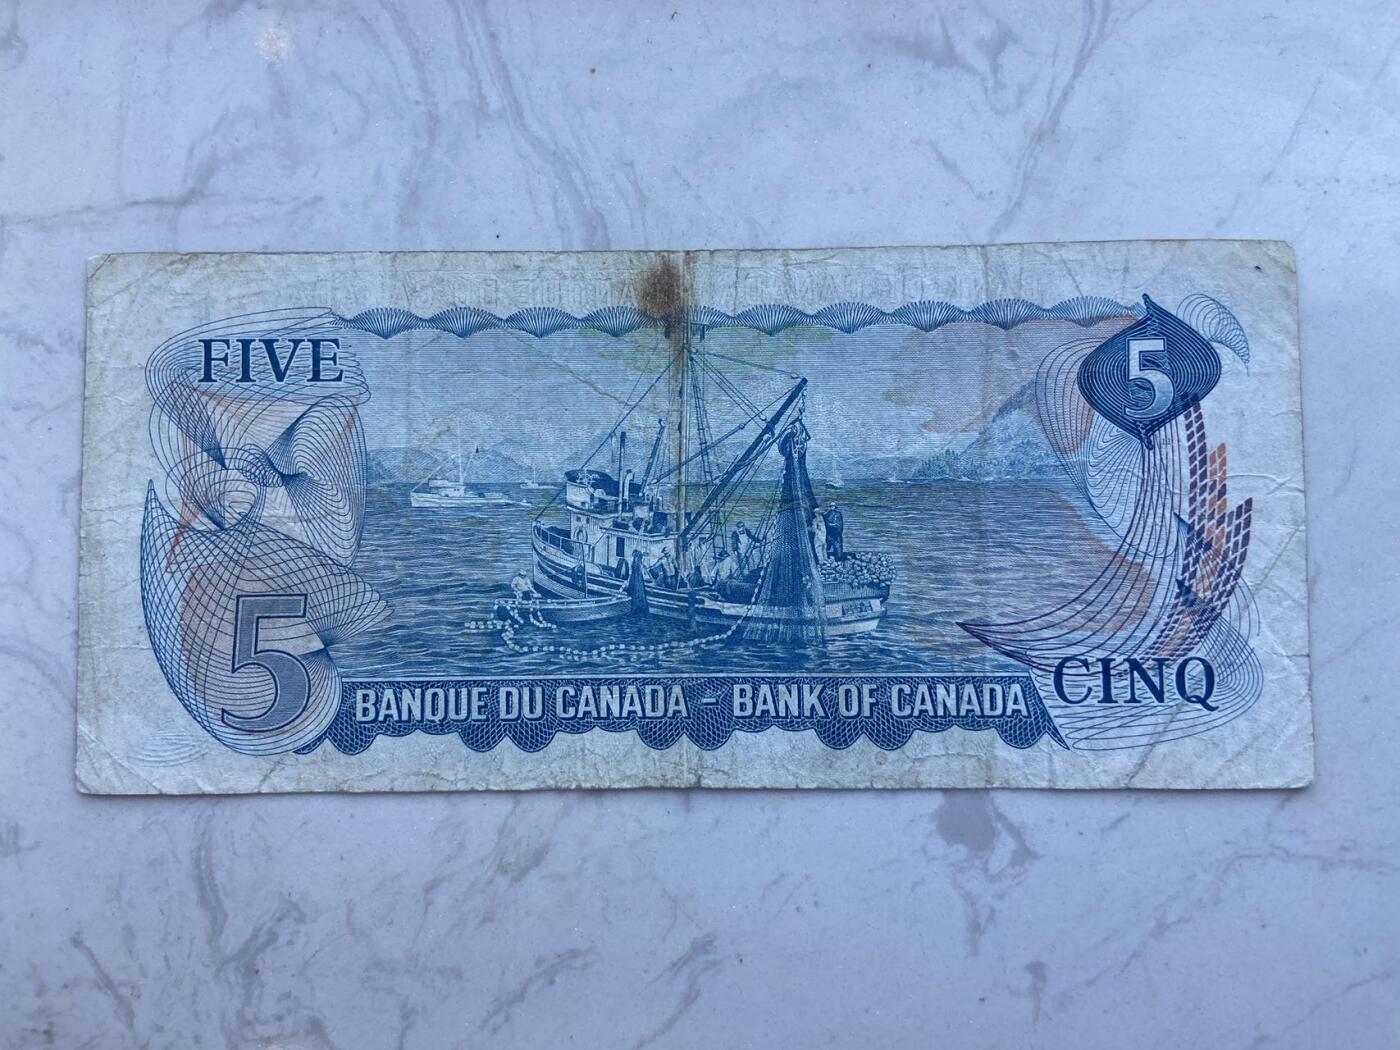 FIVE
5
5
BANQUE DU CANADA – BANK OF CANADA
CINQ